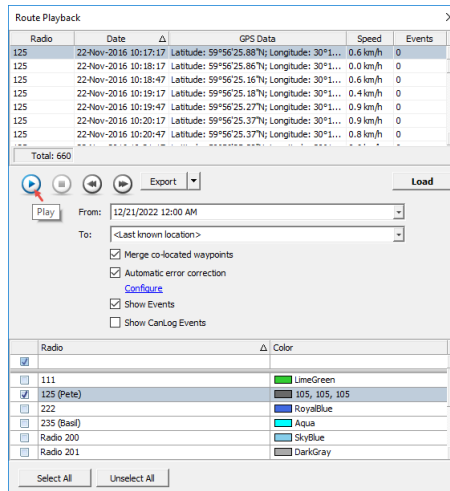 Route Playback
Radio Date GPS Data Speed Events
125 22-Nov-2016 10:17:17 Latitude: 59°56'25.88"N; Longitude: 30°1... 0.6 km/h 0
125 22-Nov-2016 10:18:17 Latitude: 59°56'25.86"N; Longitude: 30°1... 0.0 km/h 0
125 22-Nov-2016 10:18:47 Latitude: 59°56'25.16"N; Longitude: 30°1... 0.6 km/h 0
125 22-Nov-2016 10:19:17 Latitude: 59°56'25.18"N; Longitude: 30°1... 0.4 km/h 0
125 22-Nov-2016 10:19:47 Latitude: 59°56'25.27"N; Longitude: 30°1... 0.9 km/h 0
125 22-Nov-2016 10:20:17 Latitude: 59°56'25.37"N; Longitude: 30°1... 0.9 km/h 0
125 22-Nov-2016 10:20:47 Latitude: 59°56'25.37"N; Longitude: 30°1... 0.8 km/h 0
Total: 660
Export Load
Play
From: 12/21/2022 12:00 AM
To: <Last known location>
Merge co-located waypoints
Automatic error correction
Configure
Show Events
Show CanLog Events
Radio Color
111 LimeGreen
125 (Pete) 105, 105, 105
222 RoyalBlue
235 (Basil) Aqua
Radio 200 SkyBlue
Radio 201 DarkGray
Select All Unselect All